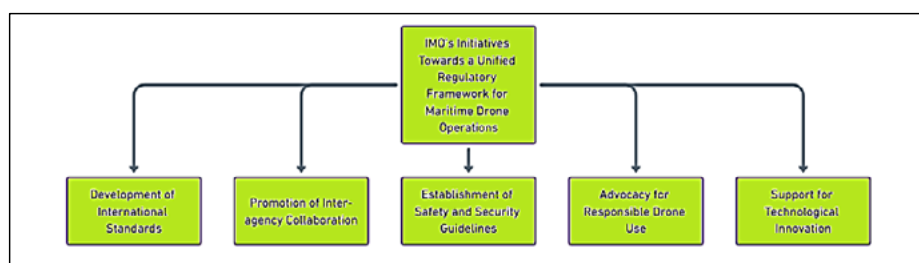 IMO's Initiatives
Towards a Unified
Regulatory
Framework for
Maritime Drone
Operations
Development of
International
Standards
Promotion of Inter-
agency Collaboration
Establishment of
Safety and Security
Guidelines
Advocacy for
Responsible Drone
Use
Support for
Technological
Innovation